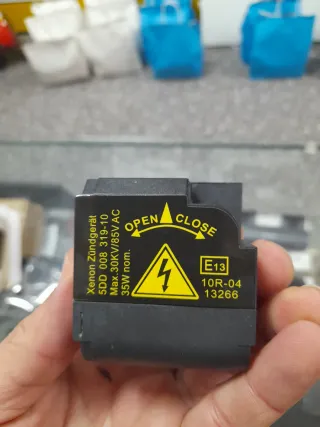 Xenon Zündgerät
5DD 008 319-10
Max.30KV/85V AC
35W nom.
OPEN CLOSE
E13
10R-04
13266